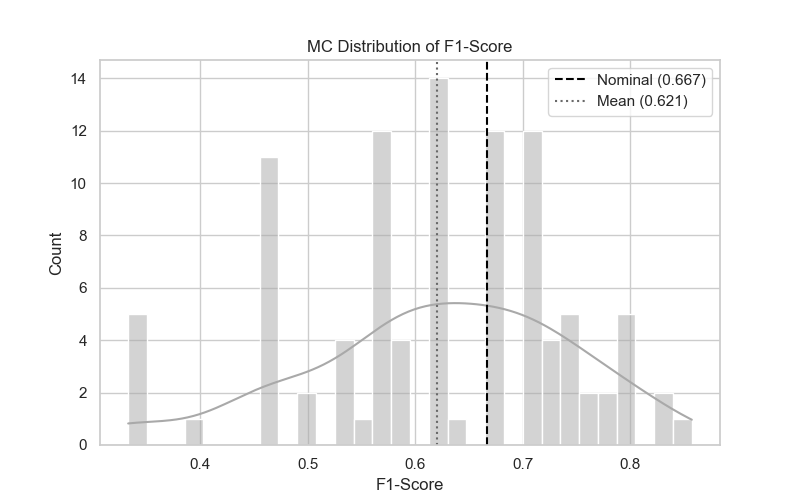 MC Distribution of F1-Score
Nominal (0.667)
Mean (0.621)
Count
14
12
10
8
6
4
2
0
0.4 0.5 0.6 0.7 0.8
F1-Score